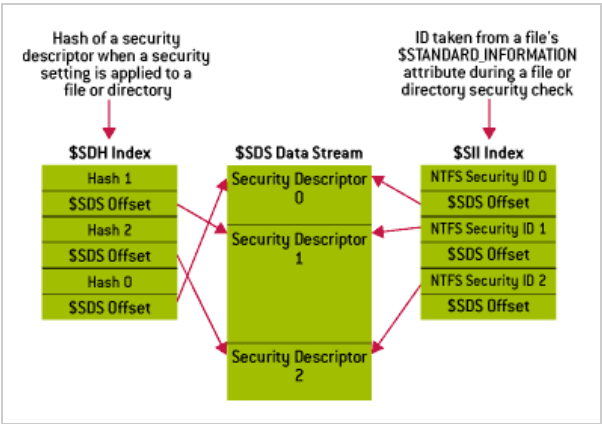 Hash of a security
descriptor when a security
setting is applied to a
file or directory
ID taken from a file's
$STANDARD_INFORMATION
attribute during a file or
directory security check
$SDH Index
Hash 1
$SDS Offset
Hash 2
$SDS Offset
Hash 0
$SDS Offset
$SDS Data Stream
Security Descriptor
0
Security Descriptor
1
Security Descriptor
2
$SII Index
NTFS Security ID 0
$SDS Offset
NTFS Security ID 1
$SDS Offset
NTFS Security ID 2
$SDS Offset